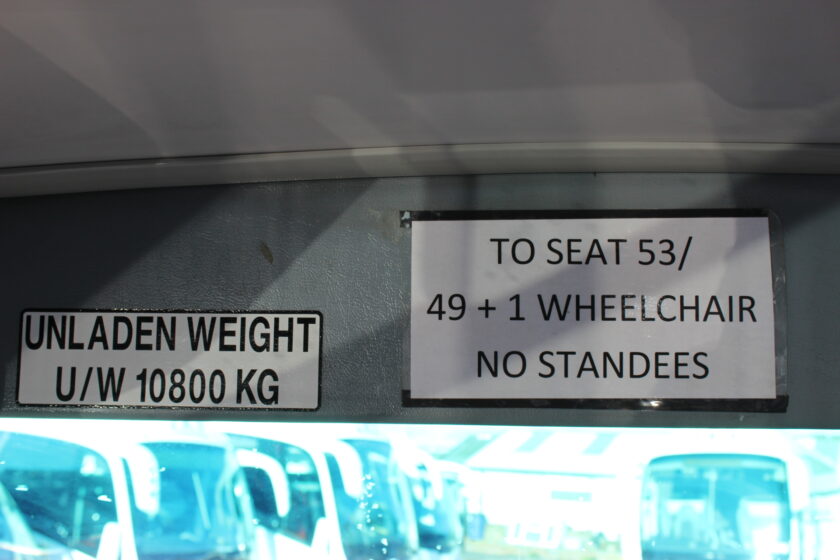 UNLADEN WEIGHT
U/W 10800 KG
TO SEAT 53/
49 + 1 WHEELCHAIR
NO STANDEES